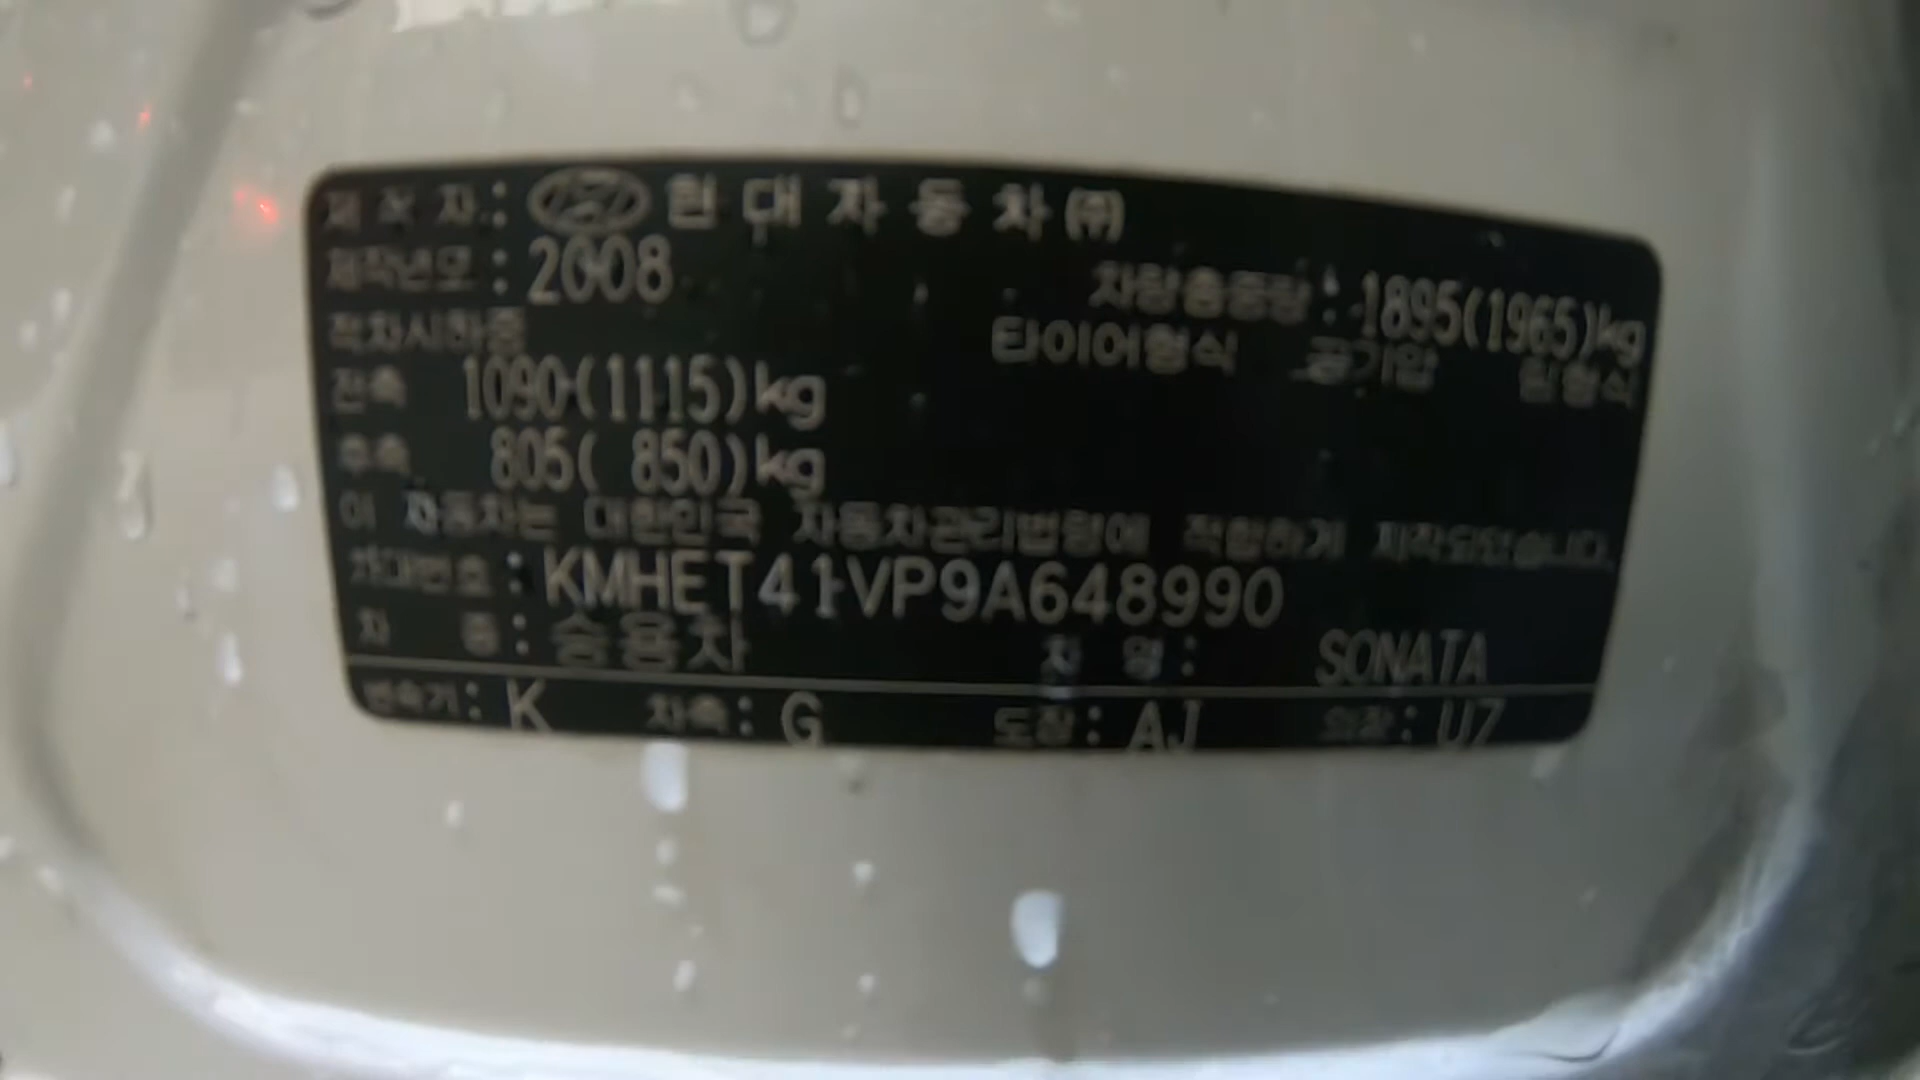 제 작 자 : 현 대 자 동 차 ㈜
제작년도 : 2008
차량총중량 : 1895(1965)kg
적차시하중
타이어형식 공기압 림형식
전축 1090(1115)kg
후축 805( 850)kg
이 자동차는 대한민국 자동차관리법령에 적합하게 제작되었습니다.
차대번호 : KMHET41VP9A648990
차 종 : 승용차 차 명 : SONATA
변속기 : K 차축 : G 도장 : AJ 의장 : UZ